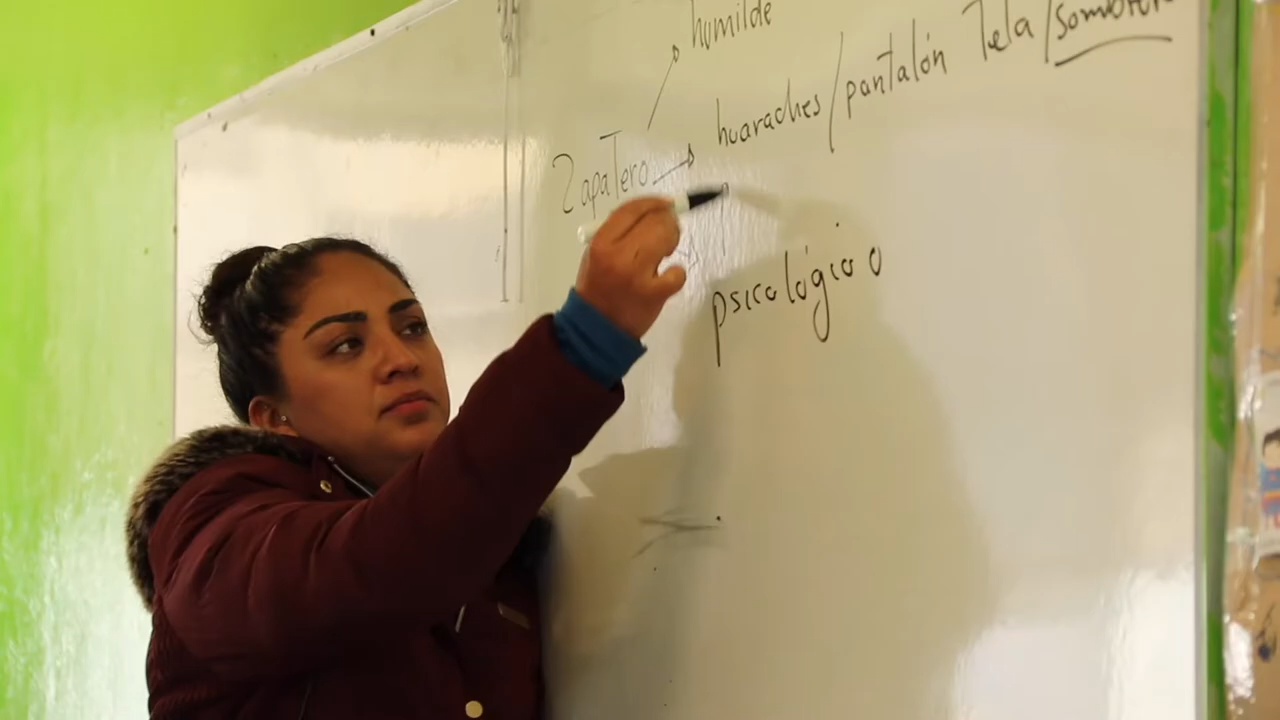 humilde
huaraches/pantalón Tela/sombrero
Zapatero
psicológico